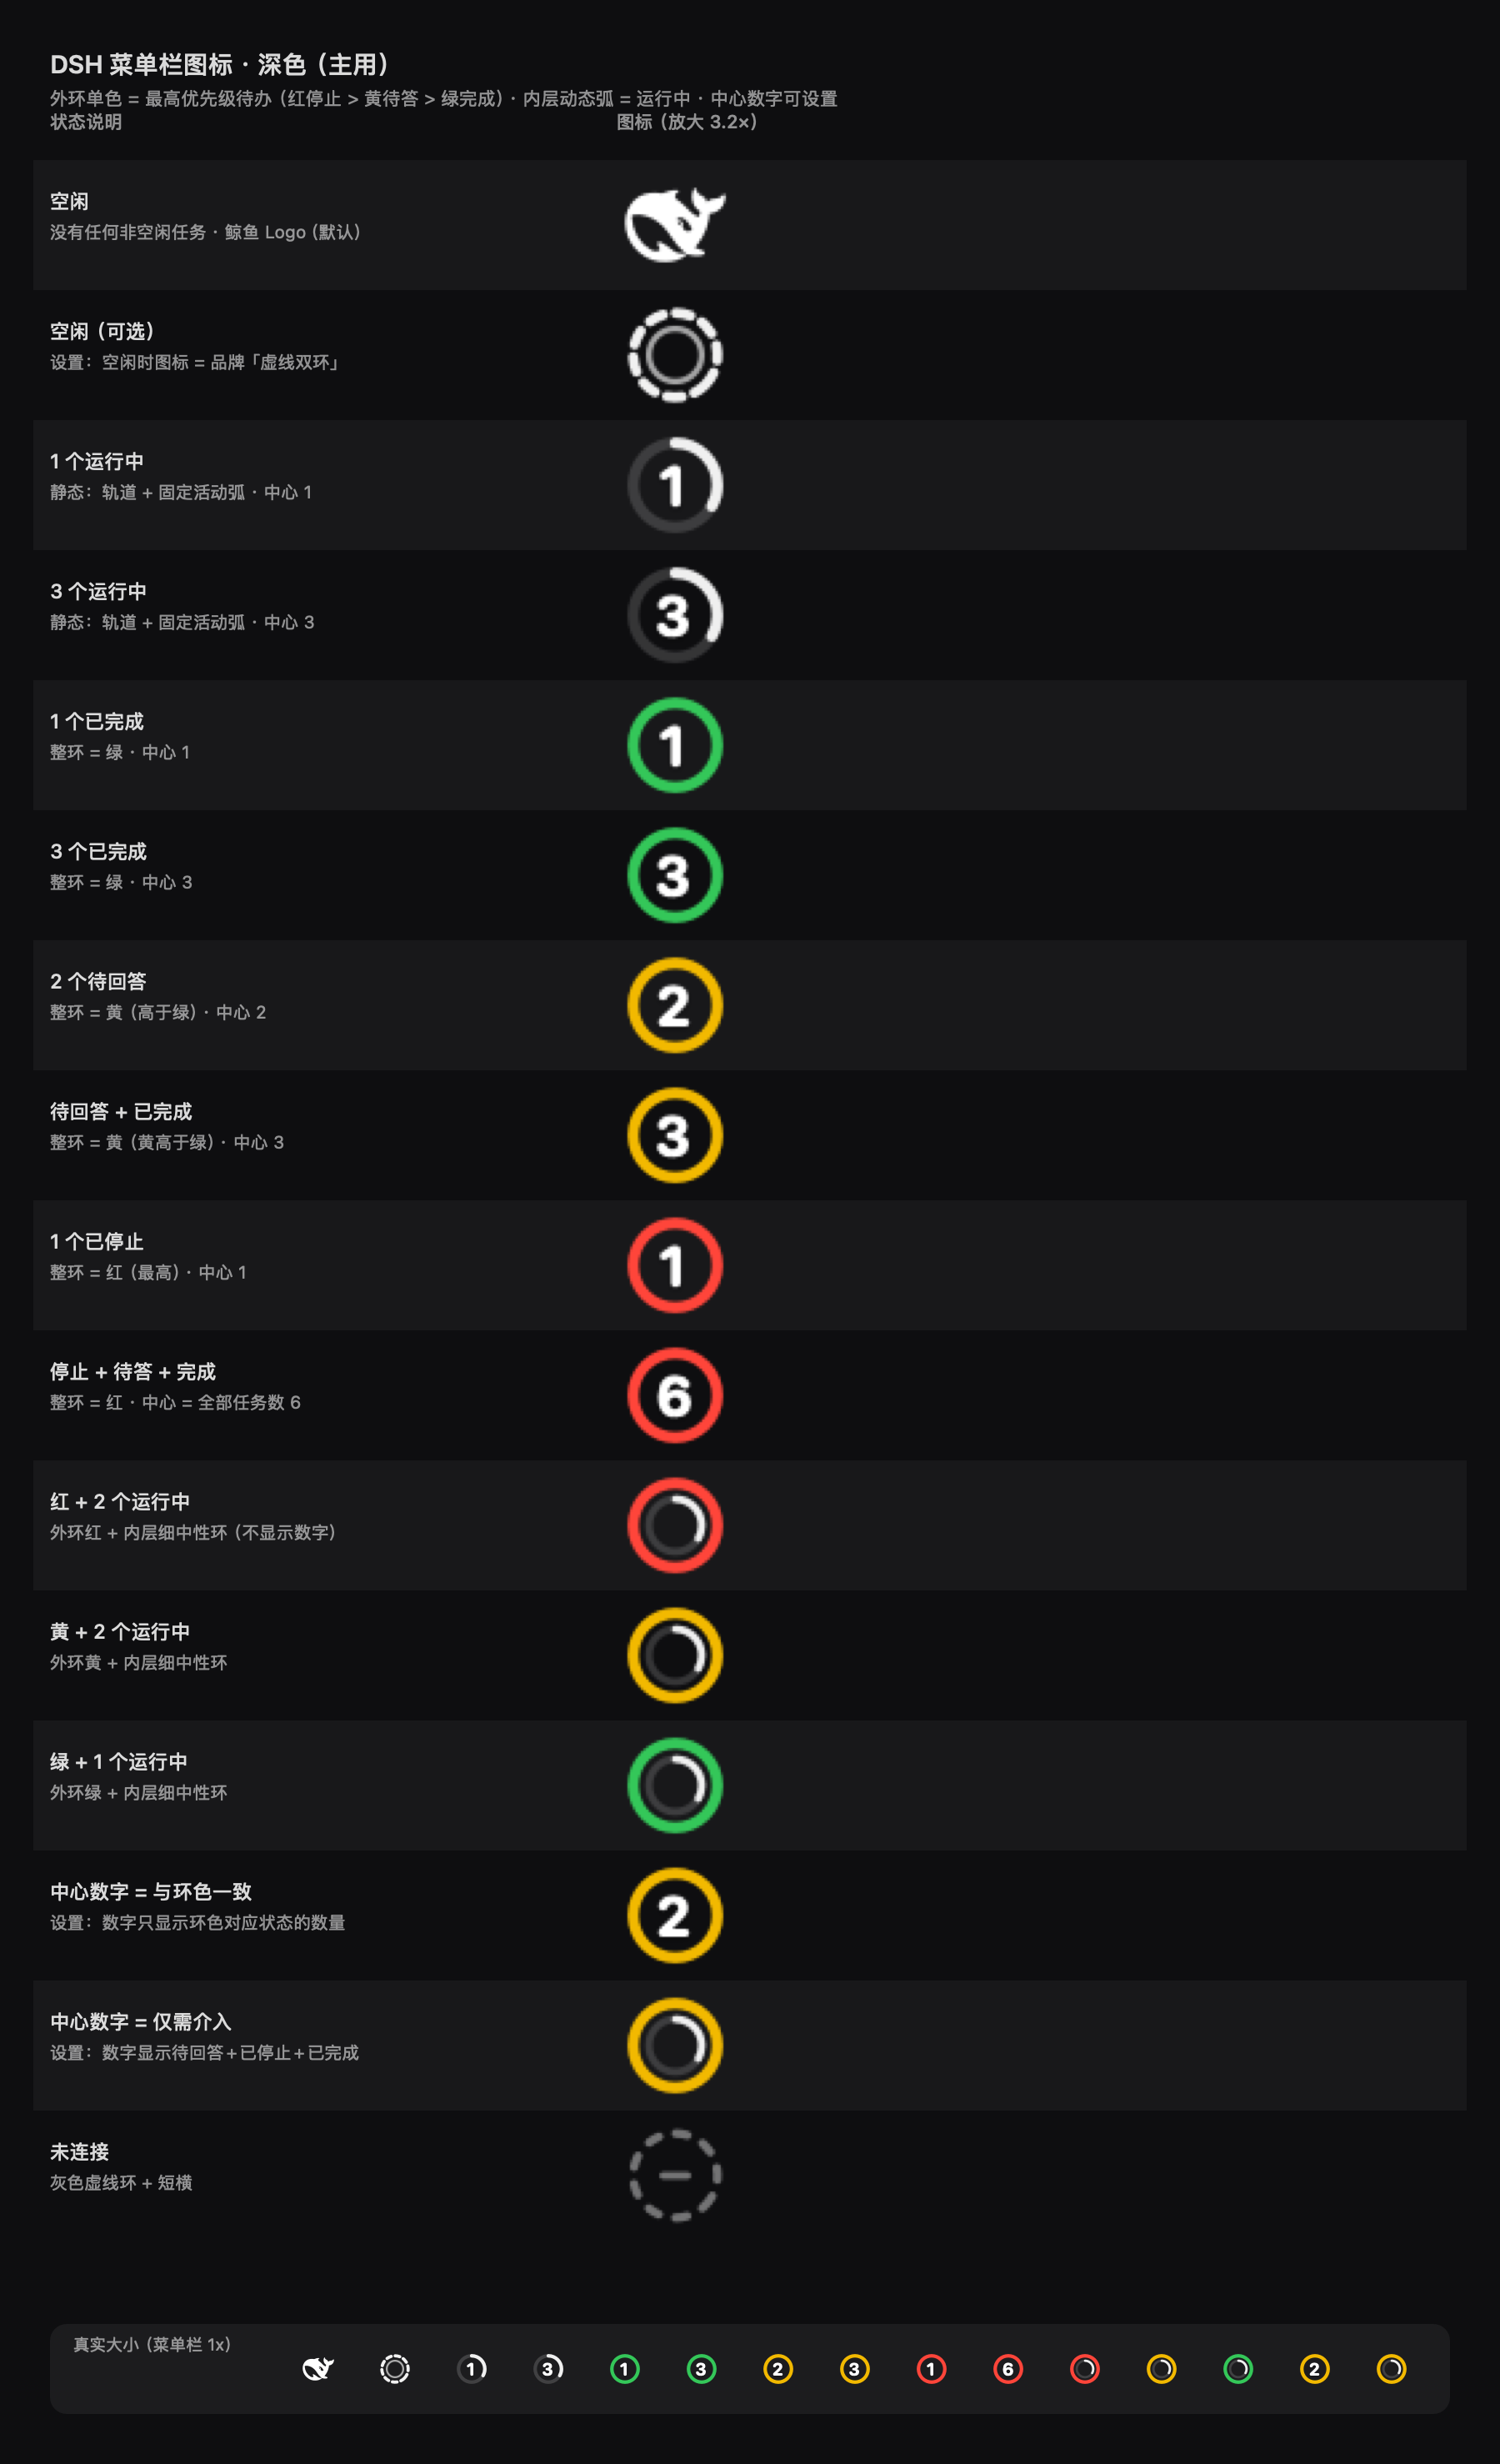 DSH 菜单栏图标 · 深色（主用）
外环单色 = 最高优先级待办（红停止 > 黄待答 > 绿完成）· 内层动态弧 = 运行中 · 中心数字可设置
状态说明
图标（放大 3.2×）
空闲
没有任何非空闲任务 · 鲸鱼 Logo（默认）
空闲（可选）
设置：空闲时图标 = 品牌「虚线双环」
1 个运行中
静态：轨道 + 固定活动弧 · 中心 1
1
3 个运行中
静态：轨道 + 固定活动弧 · 中心 3
3
1 个已完成
整环 = 绿 · 中心 1
1
3 个已完成
整环 = 绿 · 中心 3
3
2 个待回答
整环 = 黄（高于绿）· 中心 2
2
待回答 + 已完成
整环 = 黄（黄高于绿）· 中心 3
3
1 个已停止
整环 = 红（最高）· 中心 1
1
停止 + 待答 + 完成
整环 = 红 · 中心 = 全部任务数 6
6
红 + 2 个运行中
外环红 + 内层细中性环（不显示数字）
黄 + 2 个运行中
外环黄 + 内层细中性环
绿 + 1 个运行中
外环绿 + 内层细中性环
中心数字 = 与环色一致
设置：数字只显示环色对应状态的数量
2
中心数字 = 仅需介入
设置：数字显示待回答+已停止+已完成
未连接
灰色虚线环 + 短横
真实大小（菜单栏 1x）
1 3 1 3 2 3 1 6 2